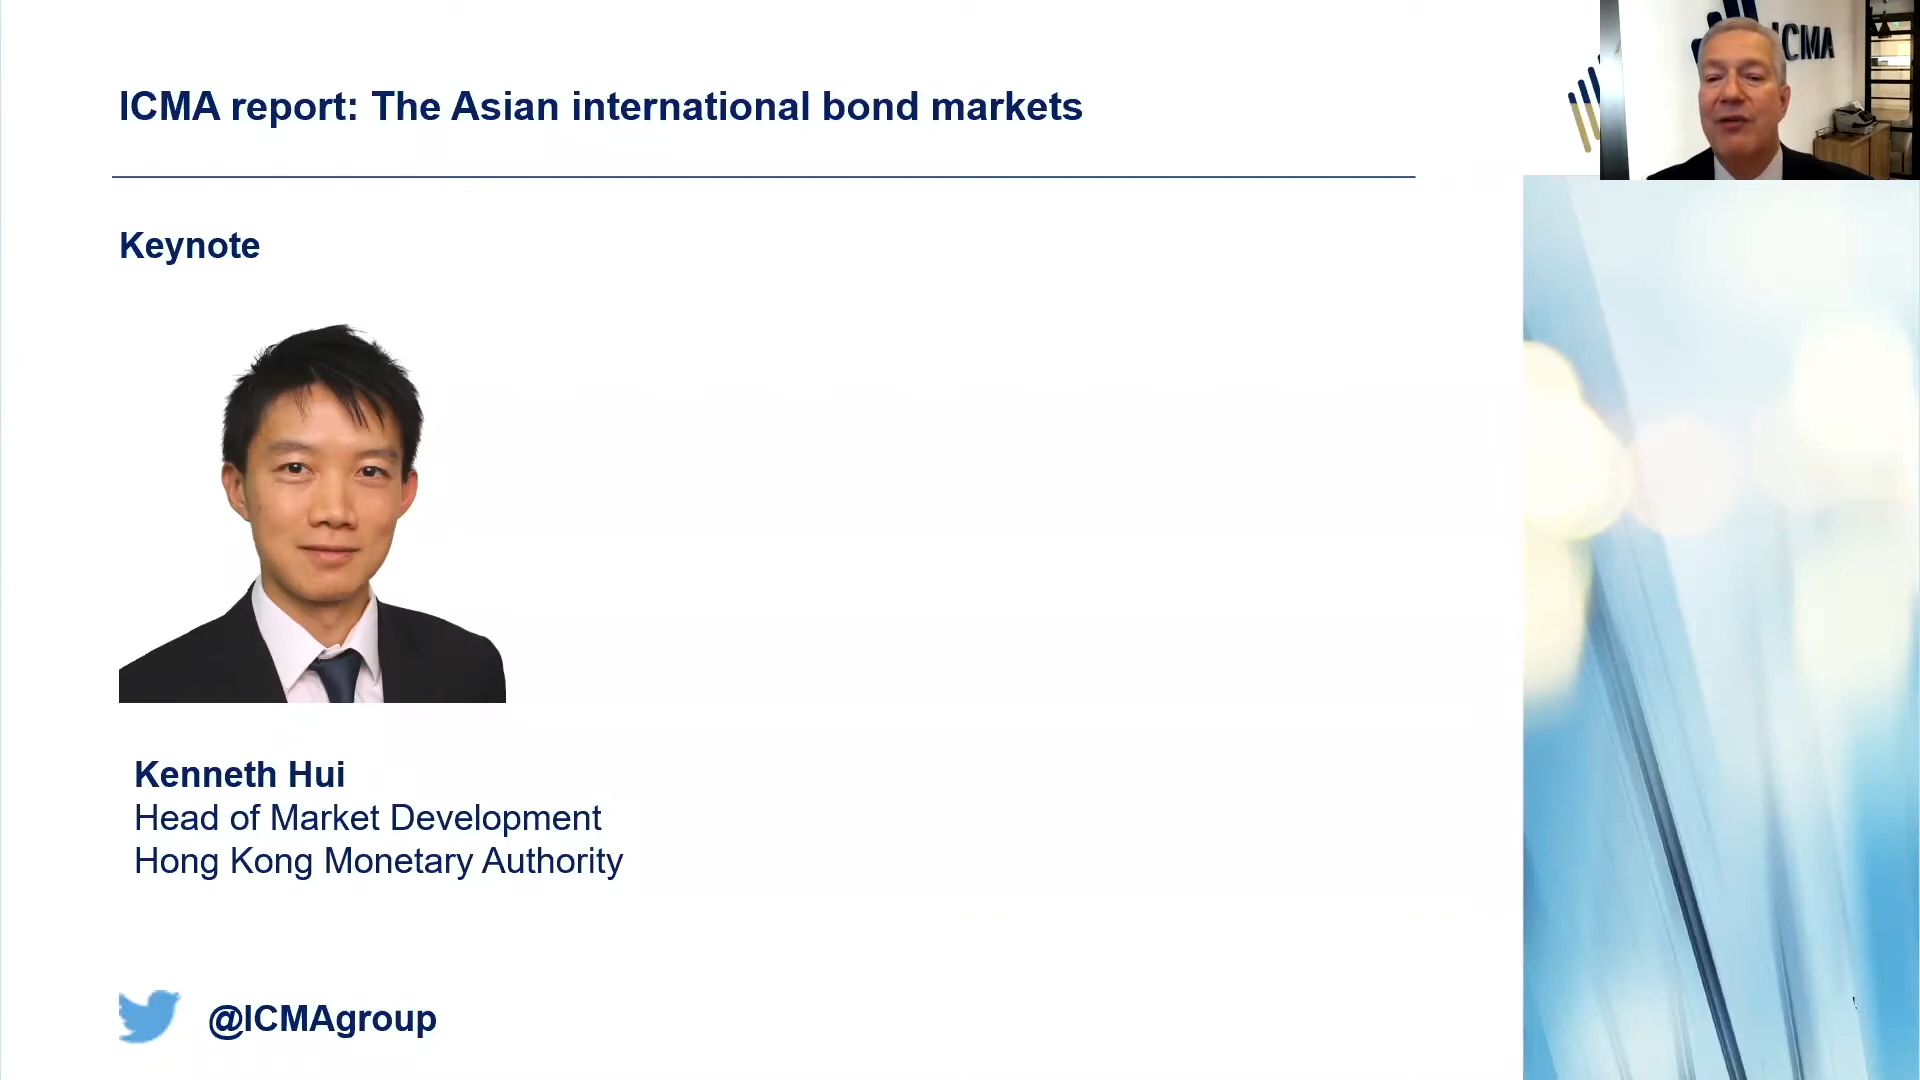 ICMA report: The Asian international bond markets
ICMA
Keynote
Kenneth Hui
Head of Market Development
Hong Kong Monetary Authority
@ICMAgroup